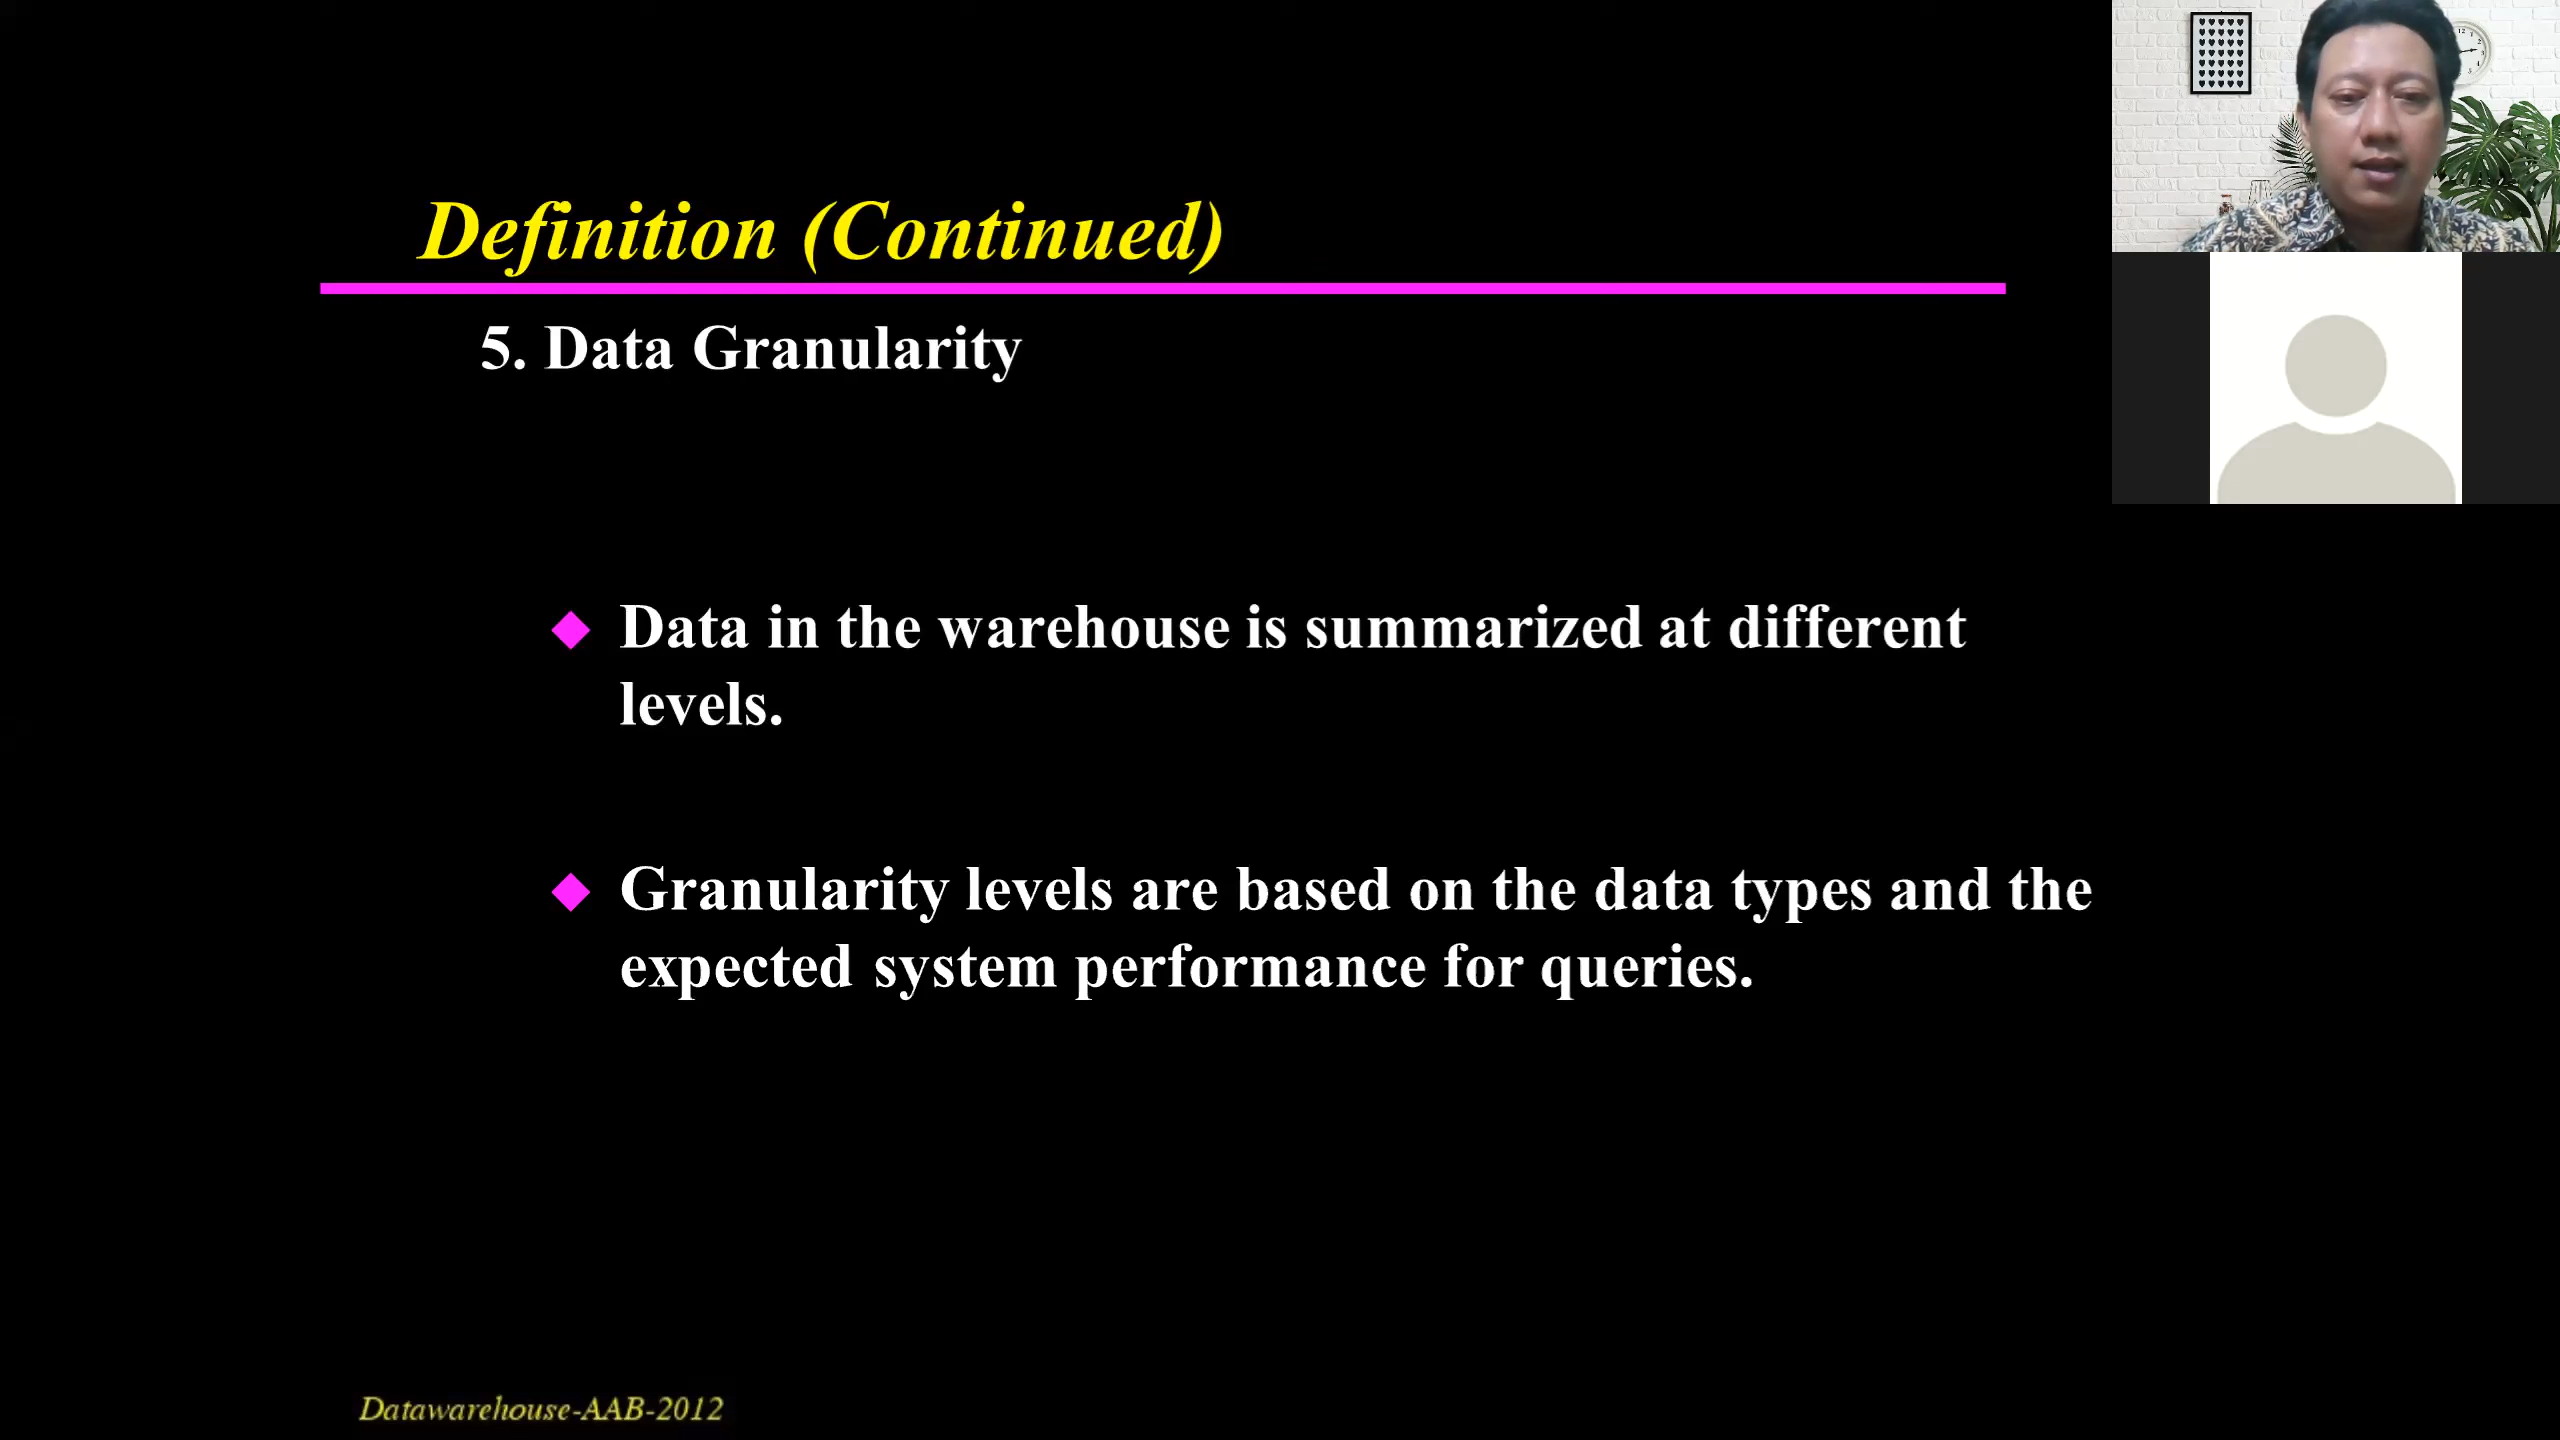 Definition (Continued)
5. Data Granularity
Data in the warehouse is summarized at different
levels.
Granularity levels are based on the data types and the
expected system performance for queries.
Datawarehouse-AAB-2012